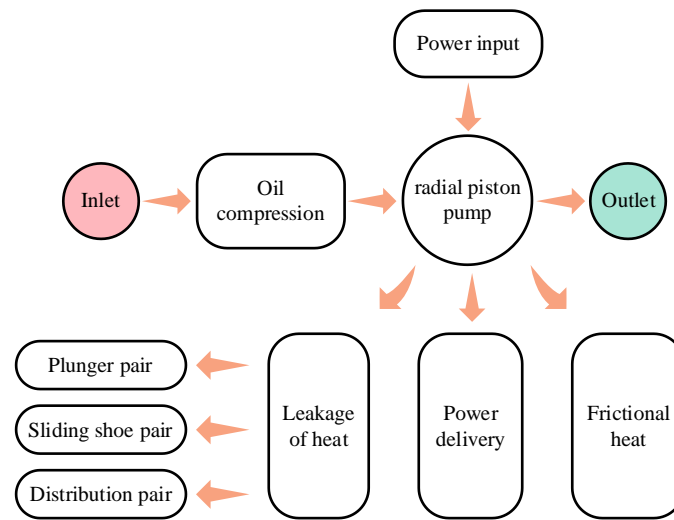 Power input
Inlet
Oil
compression
radial piston
pump
Outlet
Plunger pair
Sliding shoe pair
Distribution pair
Leakage
of heat
Power
delivery
Frictional
heat